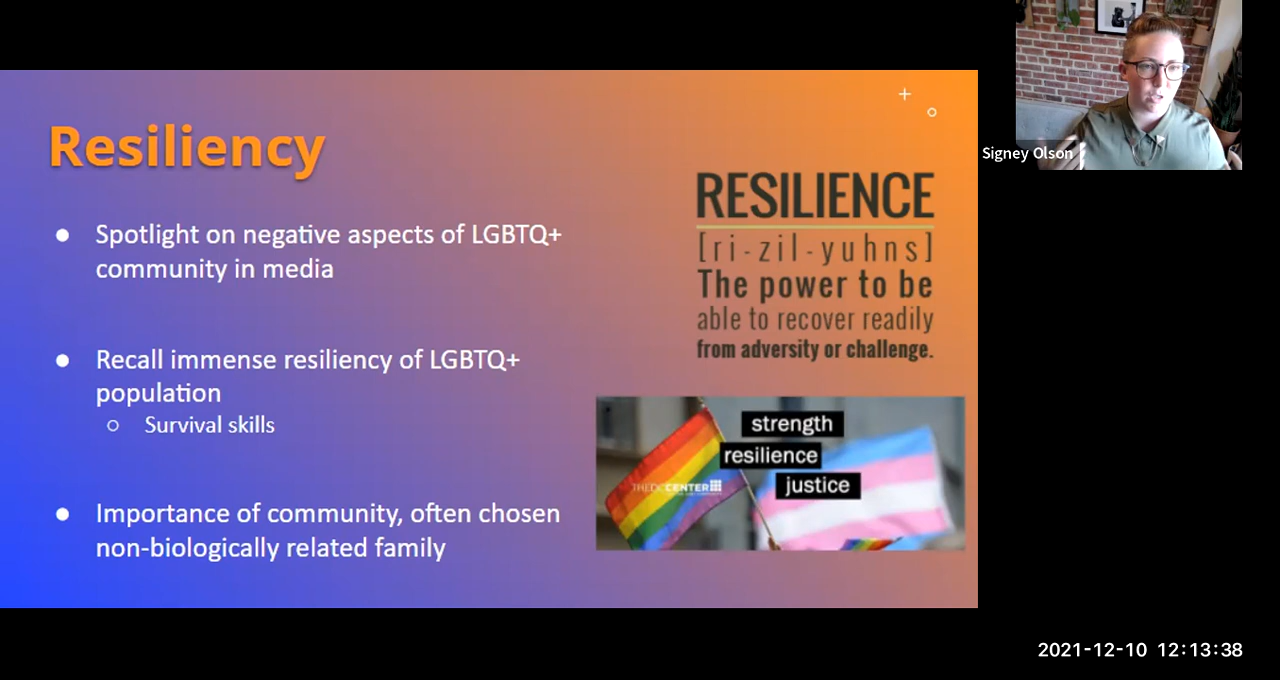 Resiliency
● Spotlight on negative aspects of LGBTQ+
community in media
● Recall immense resiliency of LGBTQ+
population
○ Survival skills
● Importance of community, often chosen
non-biologically related family
RESILIENCE
[ri-zil-yuhns]
The power to be
able to recover readily
from adversity or challenge.
strength
resilience
justice
THEDCCENTER
Signey Olson
2021-12-10 12:13:38